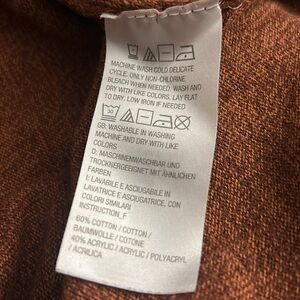 MACHINE WASH COLD DELICATE
CYCLE. ONLY NON-CHLORINE
BLEACH WHEN NEEDED. WASH AND
DRY WITH LIKE COLORS. LAY FLAT
TO DRY. LOW IRON IF NEEDED
30
GB: WASHABLE IN WASHING
MACHINE AND DRY WITH LIKE
COLORS
D: MASCHINENWASCHBAR UND
TROCKNERGEEIGNET MIT ÄHNLICHEN
FARBEN
I: LAVABILE E ASCIUGABILE IN
LAVATRICE E ASCIUGATRICE, CON
COLORI SIMILARI
INSTRUCTION_F
60% COTTON / COTTON /
BAUMWOLLE / COTONE
40% ACRYLIC / ACRYLIC / POLYACRYL
/ ACRILICA